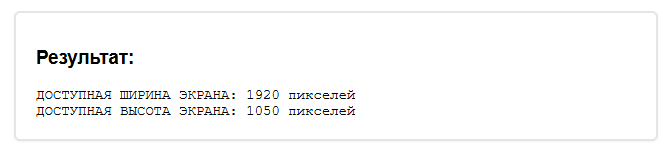 Результат:
ДОСТУПНАЯ ШИРИНА ЭКРАНА: 1920 пикселей
ДОСТУПНАЯ ВЫСОТА ЭКРАНА: 1050 пикселей